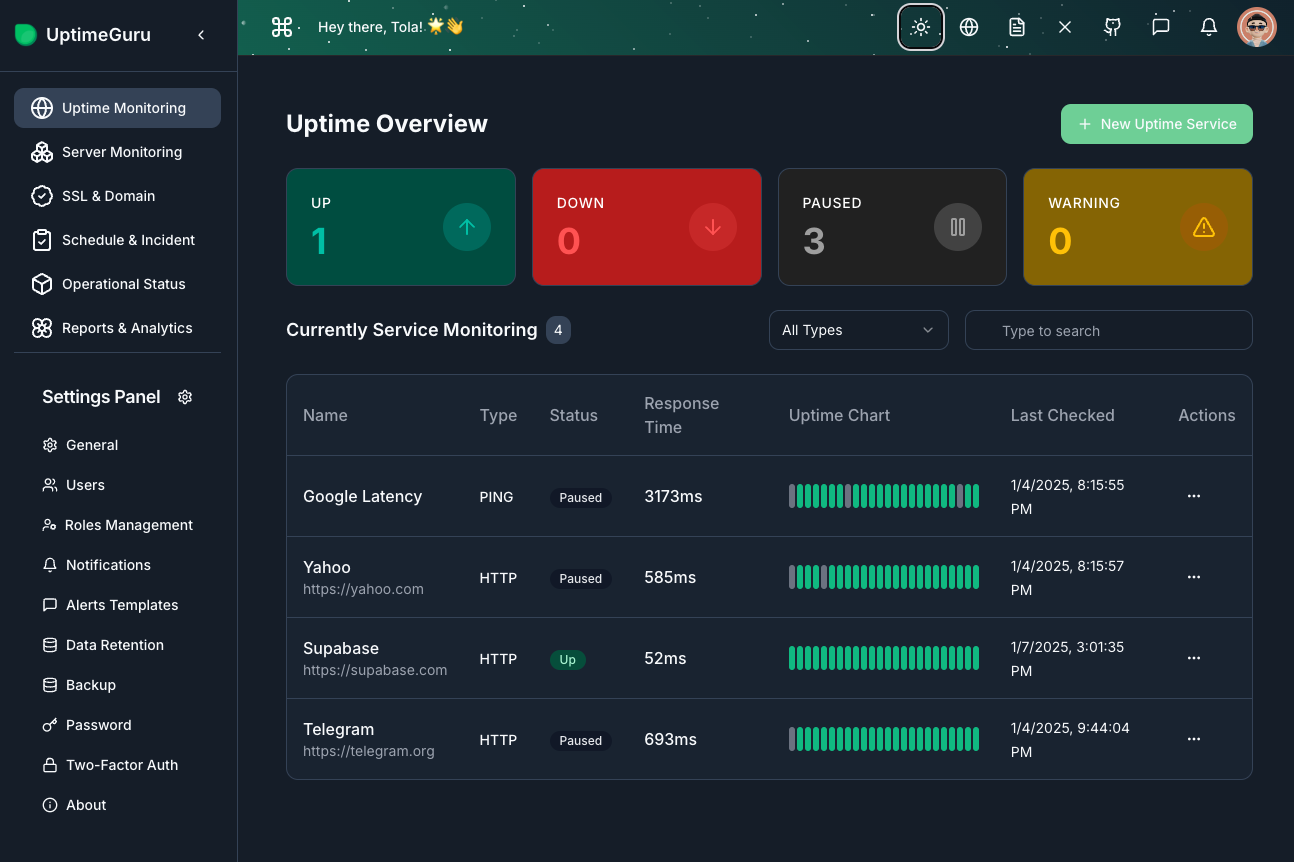 UptimeGuru
Hey there, Tola! 🌟👋
Uptime Monitoring
Server Monitoring
SSL & Domain
Schedule & Incident
Operational Status
Reports & Analytics
Settings Panel
General
Users
Roles Management
Notifications
Alerts Templates
Data Retention
Backup
Password
Two-Factor Auth
About
Uptime Overview
+ New Uptime Service
UP
1
DOWN
0
PAUSED
3
WARNING
0
Currently Service Monitoring 4
All Types
Type to search
Name Type Status Response Time Uptime Chart Last Checked Actions
Google Latency PING Paused 3173ms 1/4/2025, 8:15:55 PM
Yahoo
https://yahoo.com
HTTP Paused 585ms 1/4/2025, 8:15:57 PM
Supabase
https://supabase.com
HTTP Up 52ms 1/7/2025, 3:01:35 PM
Telegram
https://telegram.org
HTTP Paused 693ms 1/4/2025, 9:44:04 PM